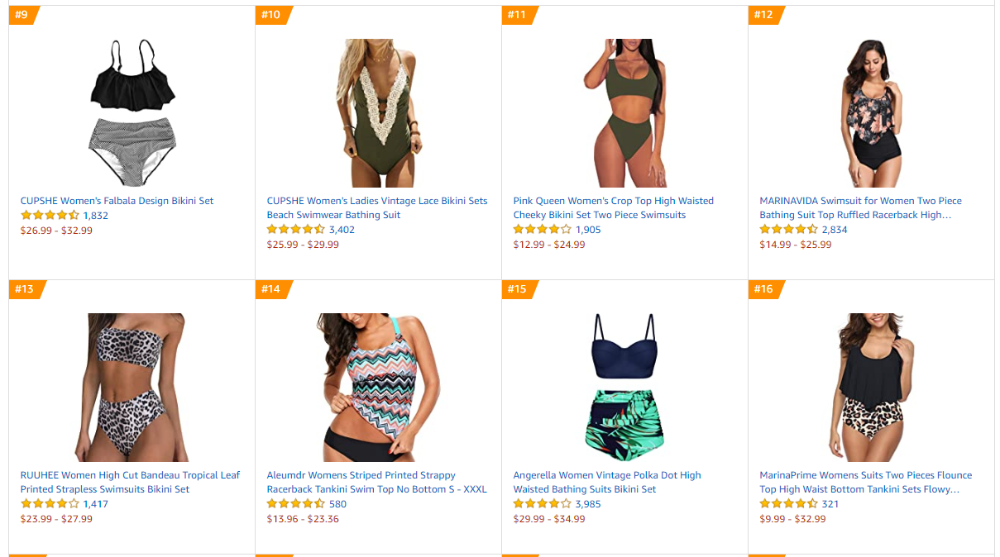 #9
CUPSHE Women's Falbala Design Bikini Set
1,832
$26.99 - $32.99
#10
CUPSHE Women's Ladies Vintage Lace Bikini Sets
Beach Swimwear Bathing Suit
3,402
$25.99 - $29.99
#11
Pink Queen Women's Crop Top High Waisted
Cheeky Bikini Set Two Piece Swimsuits
1,905
$12.99 - $24.99
#12
MARINAVIDA Swimsuit for Women Two Piece
Bathing Suit Top Ruffled Racerback High...
2,834
$14.99 - $25.99
#13
RUUHEE Women High Cut Bandeau Tropical Leaf
Printed Strapless Swimsuits Bikini Set
1,417
$23.99 - $27.99
#14
Aleumdr Womens Striped Printed Strappy
Racerback Tankini Swim Top No Bottom S - XXXL
580
$13.96 - $23.36
#15
Angerella Women Vintage Polka Dot High
Waisted Bathing Suits Bikini Set
3,985
$29.99 - $34.99
#16
MarinaPrime Womens Suits Two Pieces Flounce
Top High Waist Bottom Tankini Sets Flowy...
321
$9.99 - $32.99